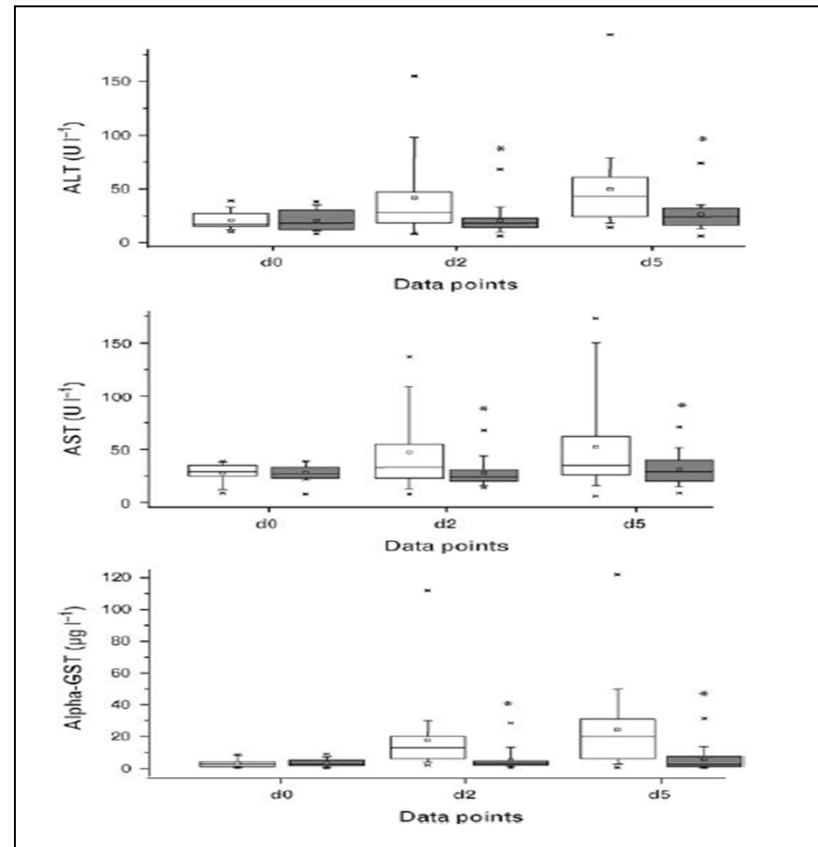 ALT (U l⁻¹)
150
100
50
0
d0 d2 d5
Data points
AST (U l⁻¹)
150
100
50
0
d0 d2 d5
Data points
Alpha-GST (µg l⁻¹)
120
100
80
60
40
20
0
d0 d2 d5
Data points